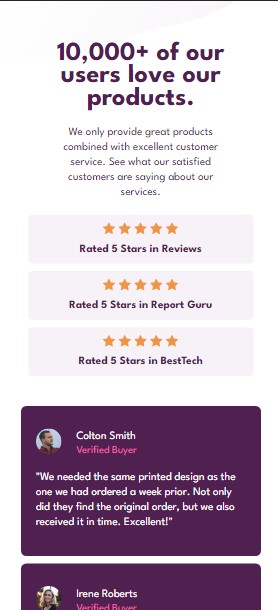 10,000+ of our
users love our
products.
We only provide great products
combined with excellent customer
service. See what our satisfied
customers are saying about our
services.
Rated 5 Stars in Reviews
Rated 5 Stars in Report Guru
Rated 5 Stars in BestTech
Colton Smith
Verified Buyer
"We needed the same printed design as the
one we had ordered a week prior. Not only
did they find the original order, but we also
received it in time. Excellent!"
Irene Roberts
Verified Buyer